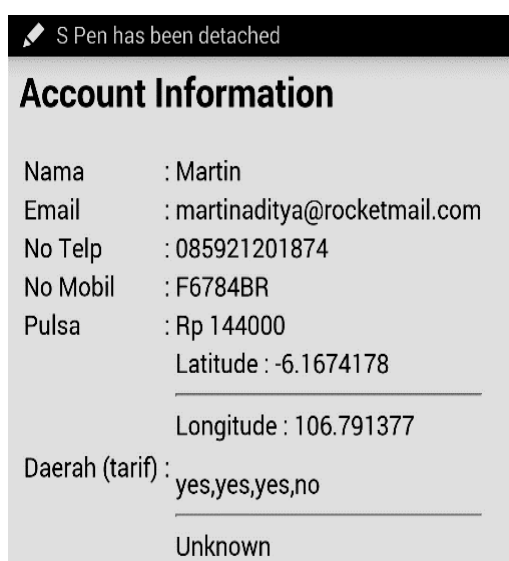 S Pen has been detached
Account Information
Nama : Martin
Email : martinaditya@rocketmail.com
No Telp : 085921201874
No Mobil : F6784BR
Pulsa : Rp 144000
Latitude : -6.1674178
Longitude : 106.791377
Daerah (tarif) :
yes,yes,yes,no
Unknown